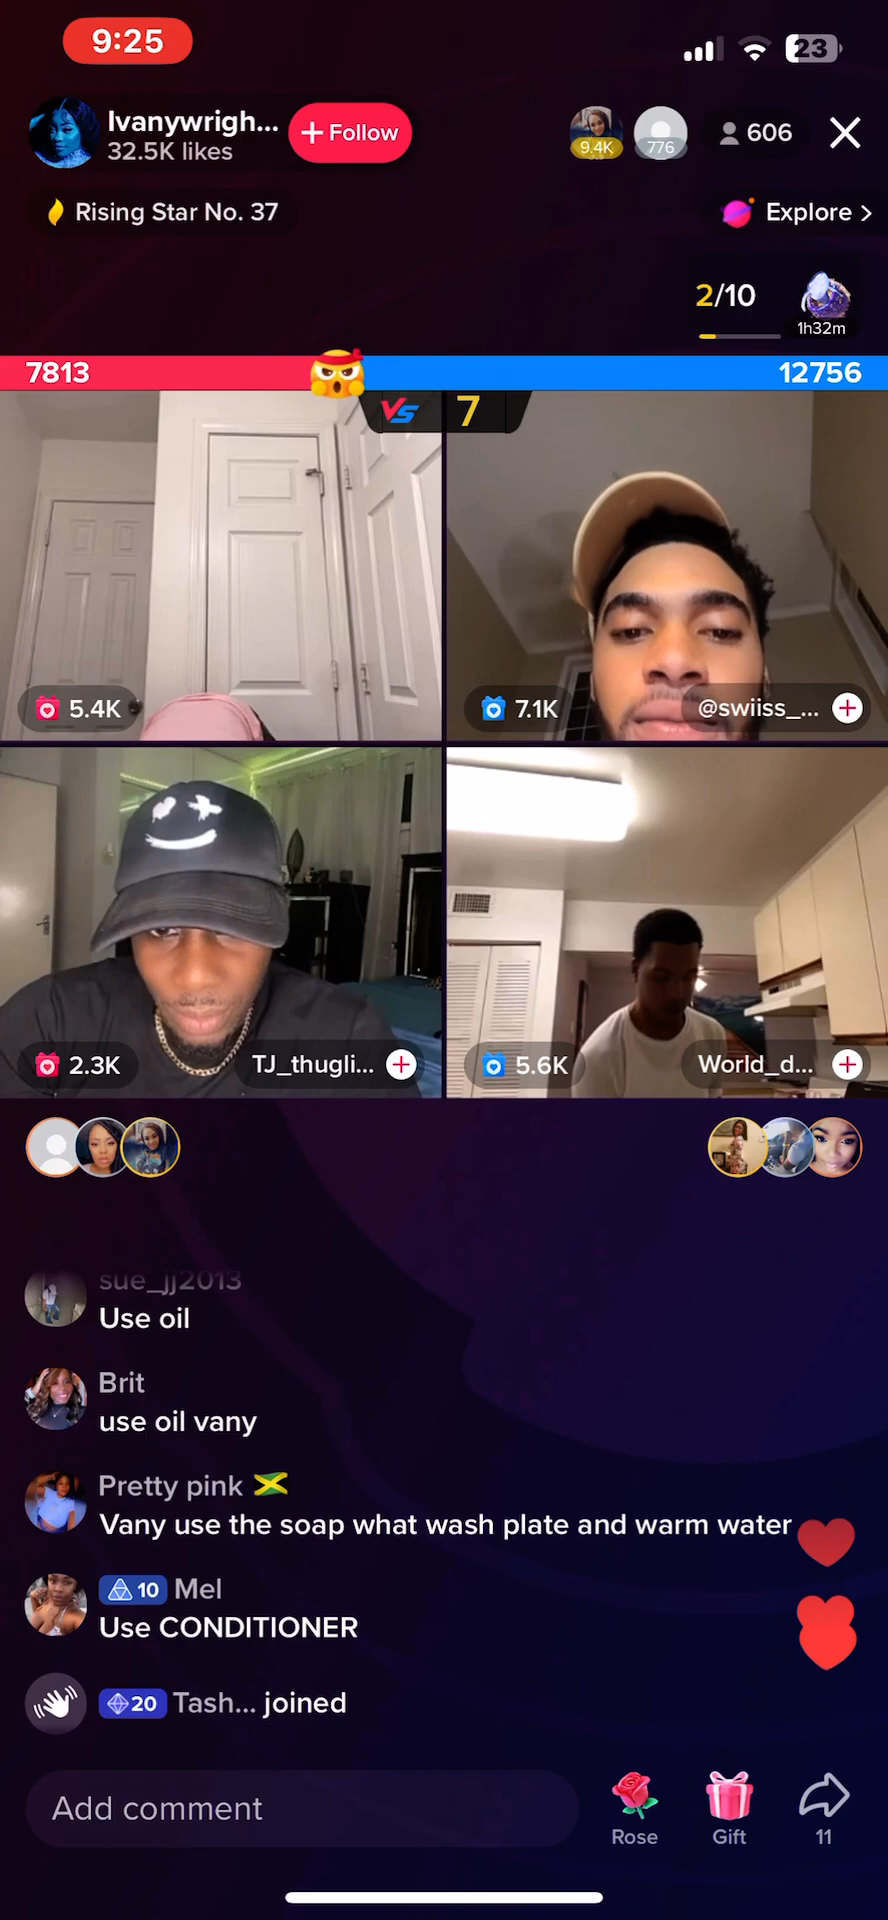 9:25
23
Ivanywrigh...
32.5K likes
+ Follow
9.4K
776
606
Rising Star No. 37
Explore >
2/10
1h32m
7813
12756
VS
7
5.4K
7.1K
@swiiss_...
2.3K
TJ_thugli...
5.6K
World_d...
sue_jj2013
Use oil
Brit
use oil vany
Pretty pink 🇯🇲
Vany use the soap what wash plate and warm water
10 Mel
Use CONDITIONER
20 Tash... joined
Add comment
Rose
Gift
11